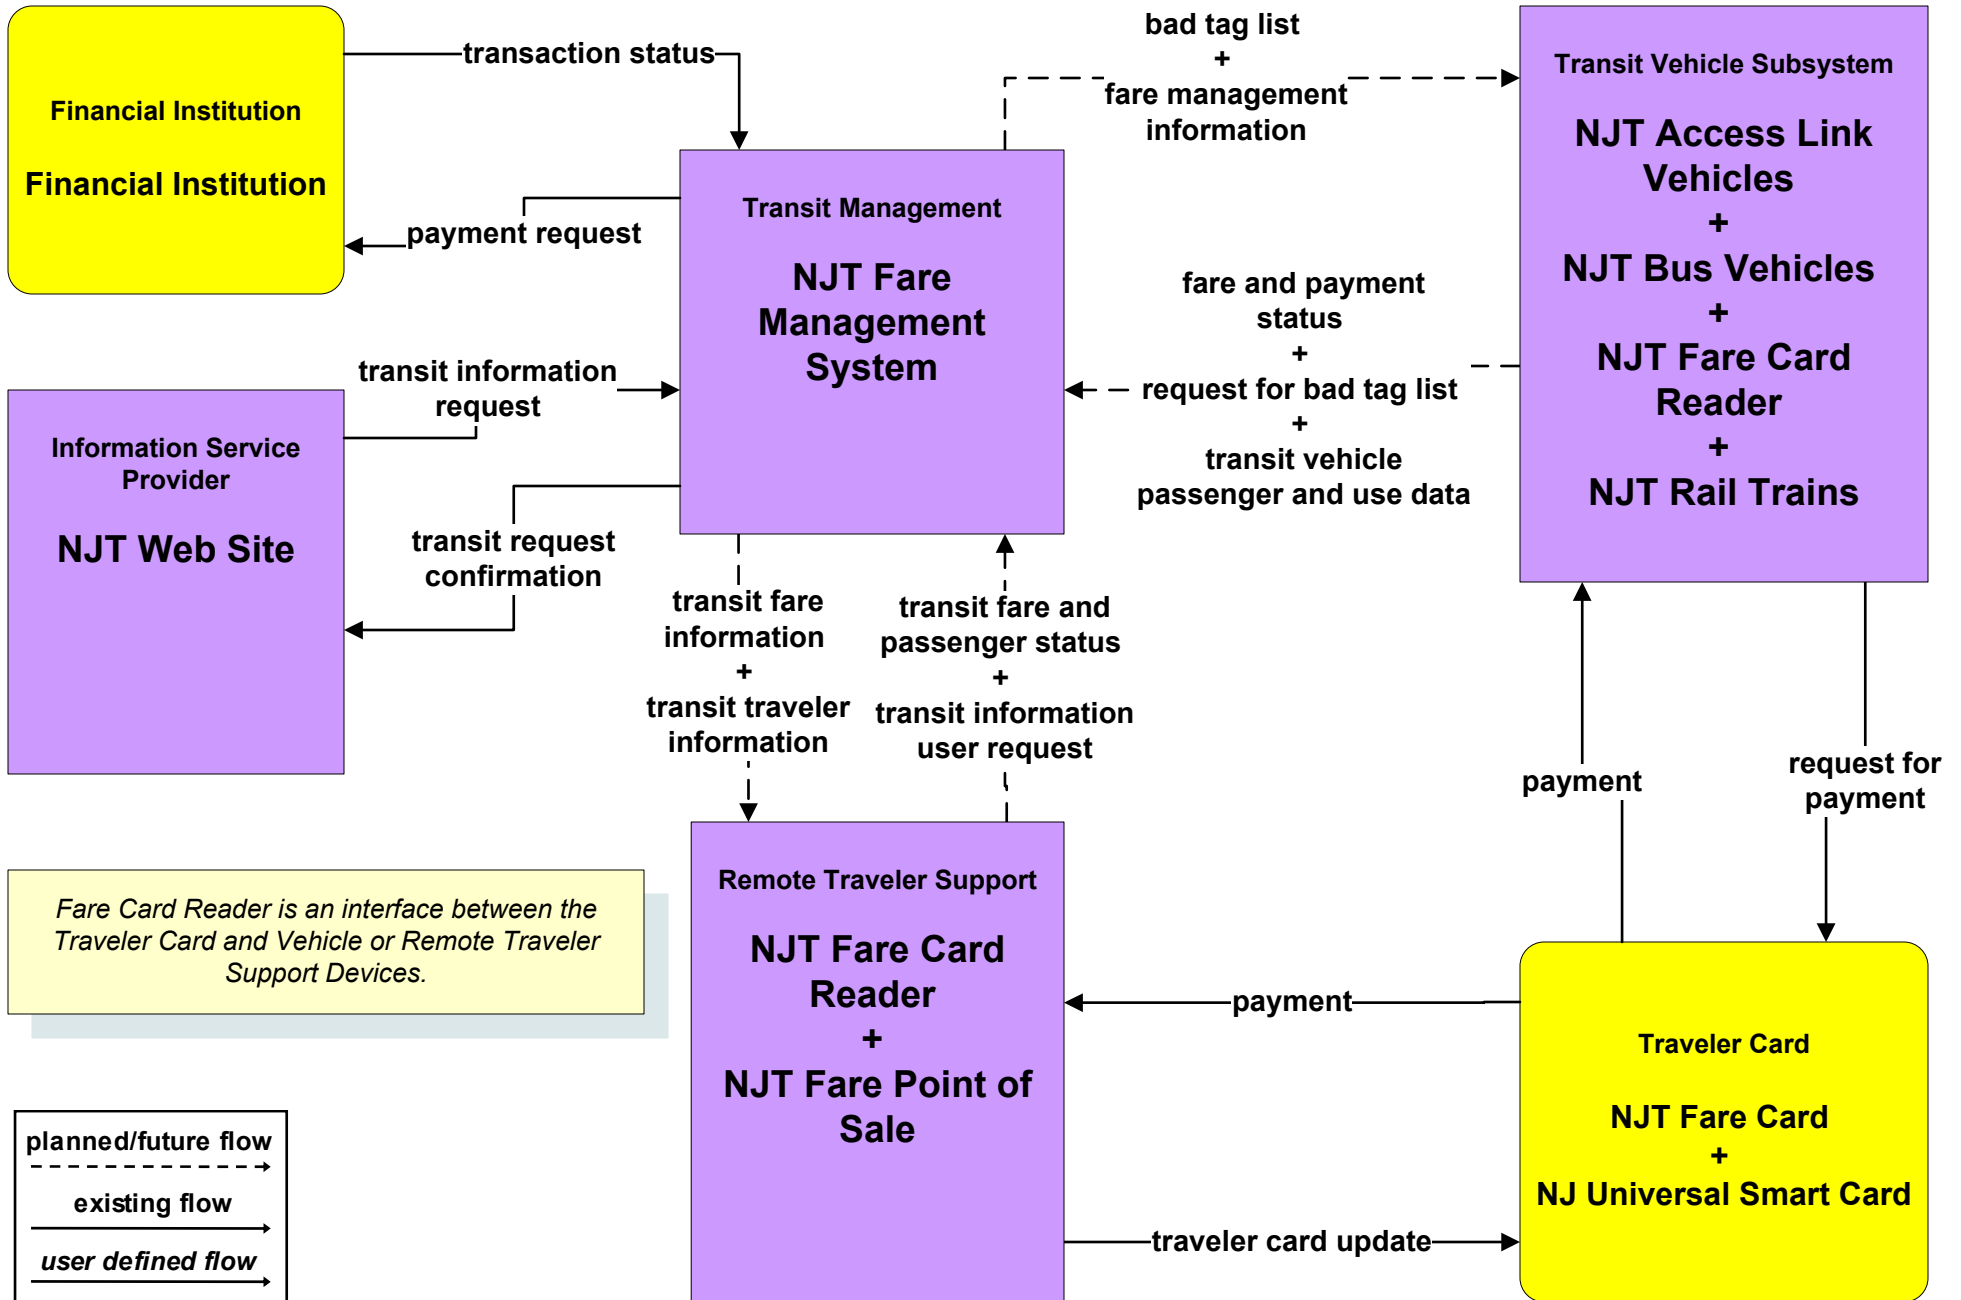 Financial Institution
Financial Institution
transaction status
payment request
bad tag list
+
fare management
information
Transit Vehicle Subsystem
NJT Access Link
Vehicles
+
NJT Bus Vehicles
+
NJT Fare Card
Reader
+
NJT Rail Trains
Transit Management
NJT Fare
Management
System
fare and payment
status
+
request for bad tag list
+
transit vehicle
passenger and use data
transit information
request
Information Service
Provider
NJT Web Site
transit request
confirmation
transit fare
information
+
transit traveler
information
transit fare and
passenger status
+
transit information
user request
payment
request for
payment
Remote Traveler Support
NJT Fare Card
Reader
+
NJT Fare Point of
Sale
Fare Card Reader is an interface between the
Traveler Card and Vehicle or Remote Traveler
Support Devices.
payment
Traveler Card
NJT Fare Card
+
NJ Universal Smart Card
traveler card update
planned/future flow
existing flow
user defined flow